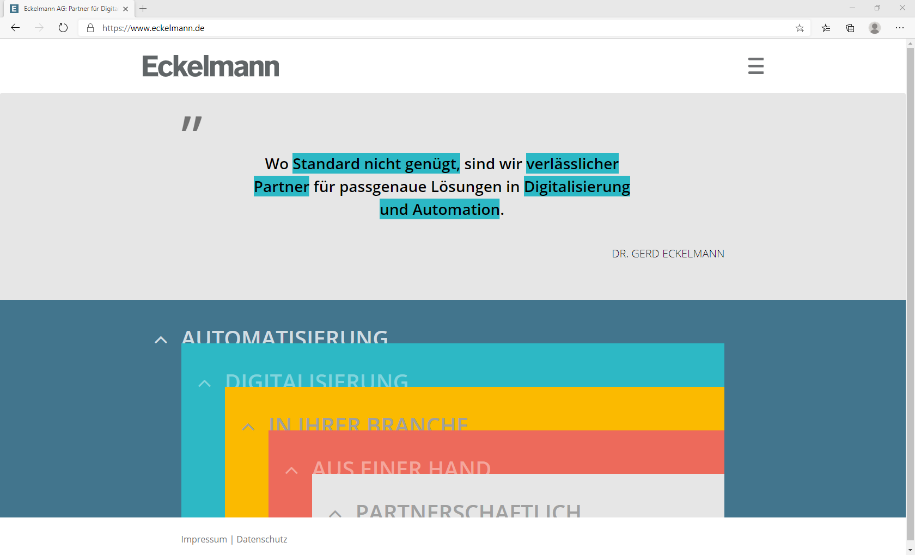 Eckelmann AG: Partner für Digita
https://www.eckelmann.de
Eckelmann
"
Wo Standard nicht genügt, sind wir verlässlicher
Partner für passgenaue Lösungen in Digitalisierung
und Automation.
DR. GERD ECKELMANN
AUTOMATISIERUNG
DIGITALISIERUNG
IN IHRER BRANCHE
AUS EINER HAND
PARTNERSCHAFTLICH
Impressum | Datenschutz